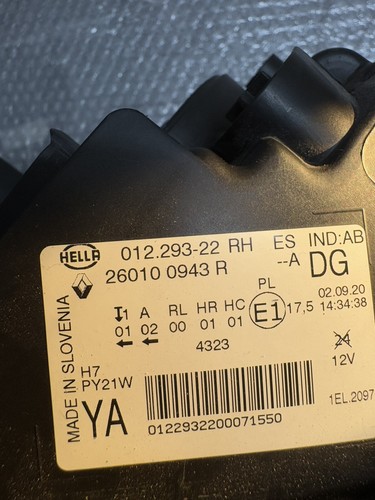 HELLA 012.293-22 RH ES IND:AB
26010 0943 R --A DG
PL
1 A RL HR HC E1 17,5 02.09.20
01 02 00 01 01 14:34:38
4323
24
H7 12V
PY21W
MADE IN SLOVENIA
YA
1EL.2097
0122932200071550